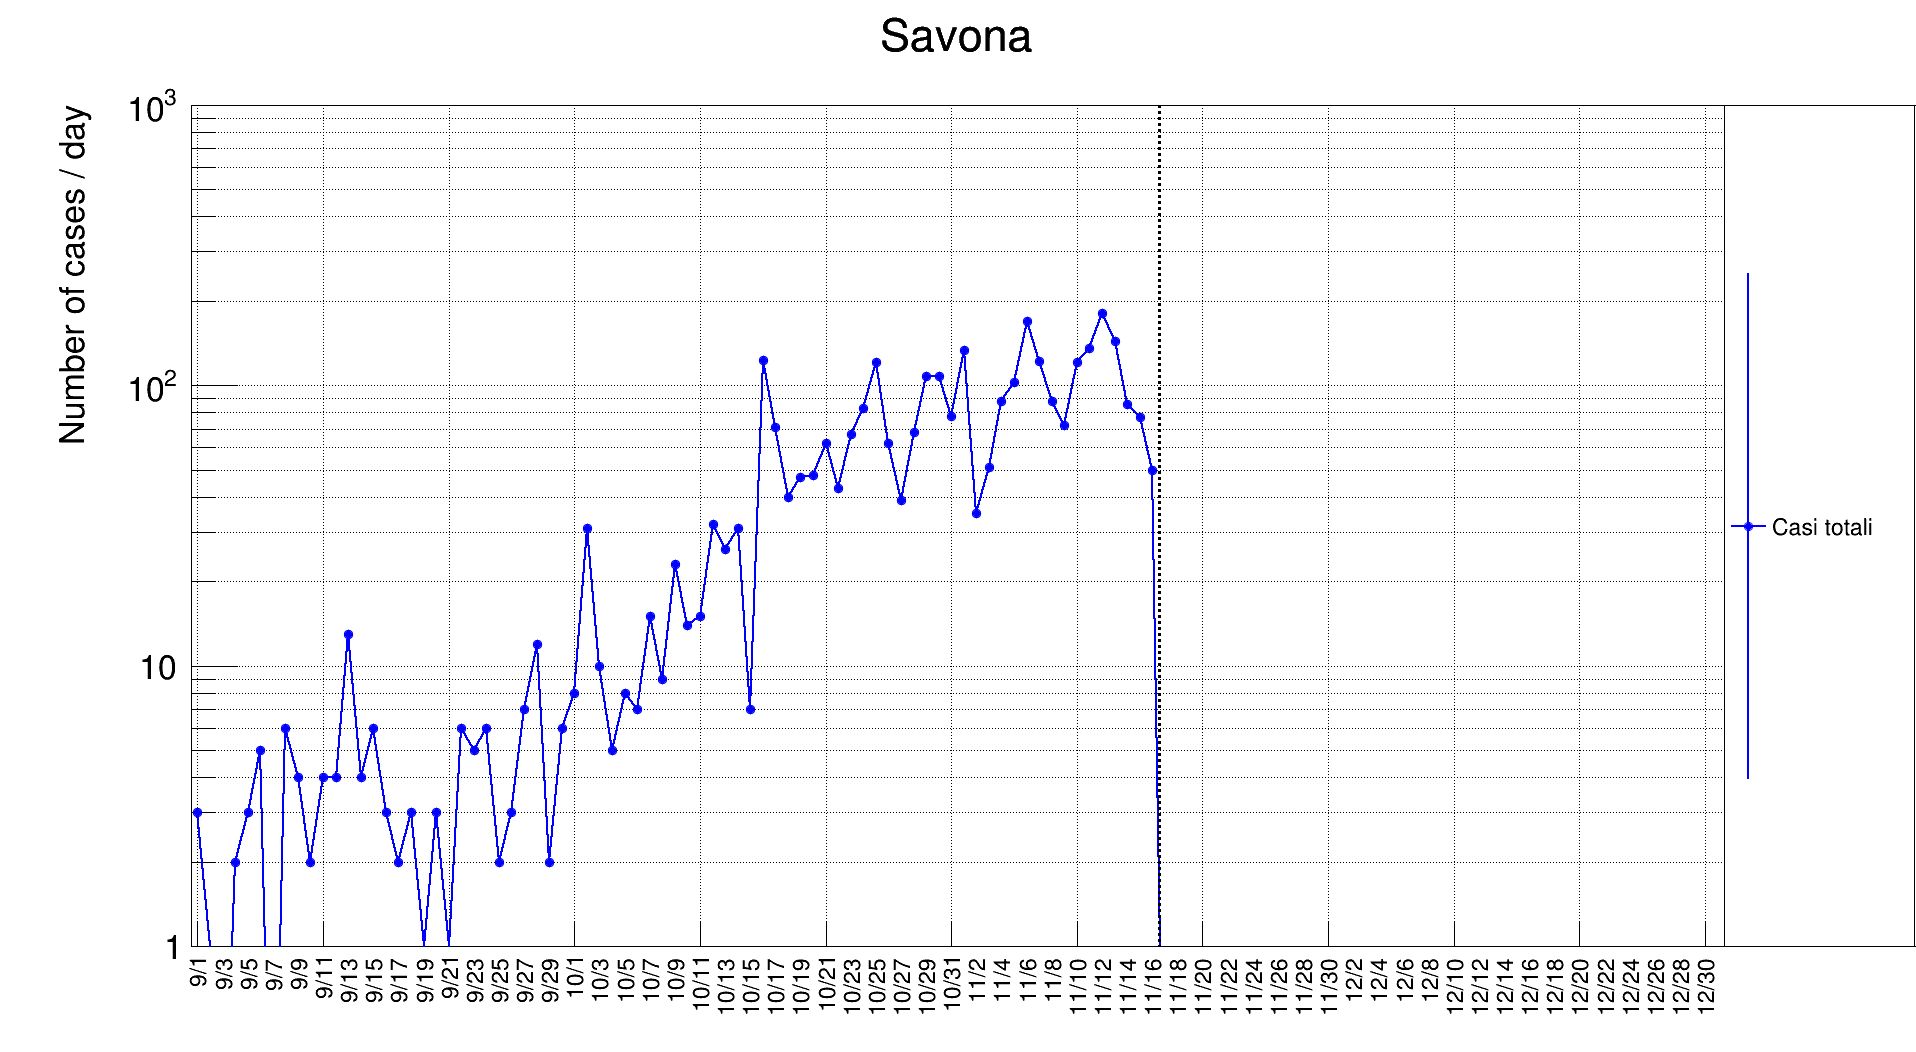 Savona
Number of cases / day
10³
10²
10
1
Casi totali
9/1 9/3 9/5 9/7 9/9 9/11 9/13 9/15 9/17 9/19 9/21 9/23 9/25 9/27 9/29 10/1 10/3 10/5 10/7 10/9 10/11 10/13 10/15 10/17 10/19 10/21 10/23 10/25 10/27 10/29 10/31 11/2 11/4 11/6 11/8 11/10 11/12 11/14 11/16 11/18 11/20 11/22 11/24 11/26 11/28 11/30 12/2 12/4 12/6 12/8 12/10 12/12 12/14 12/16 12/18 12/20 12/22 12/24 12/26 12/28 12/30